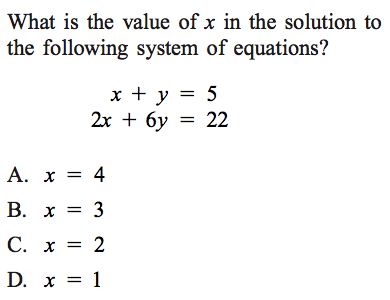 What is the value of x in the solution to
the following system of equations?
x + y = 5
2x + 6y = 22
A. x = 4
B. x = 3
C. x = 2
D. x = 1